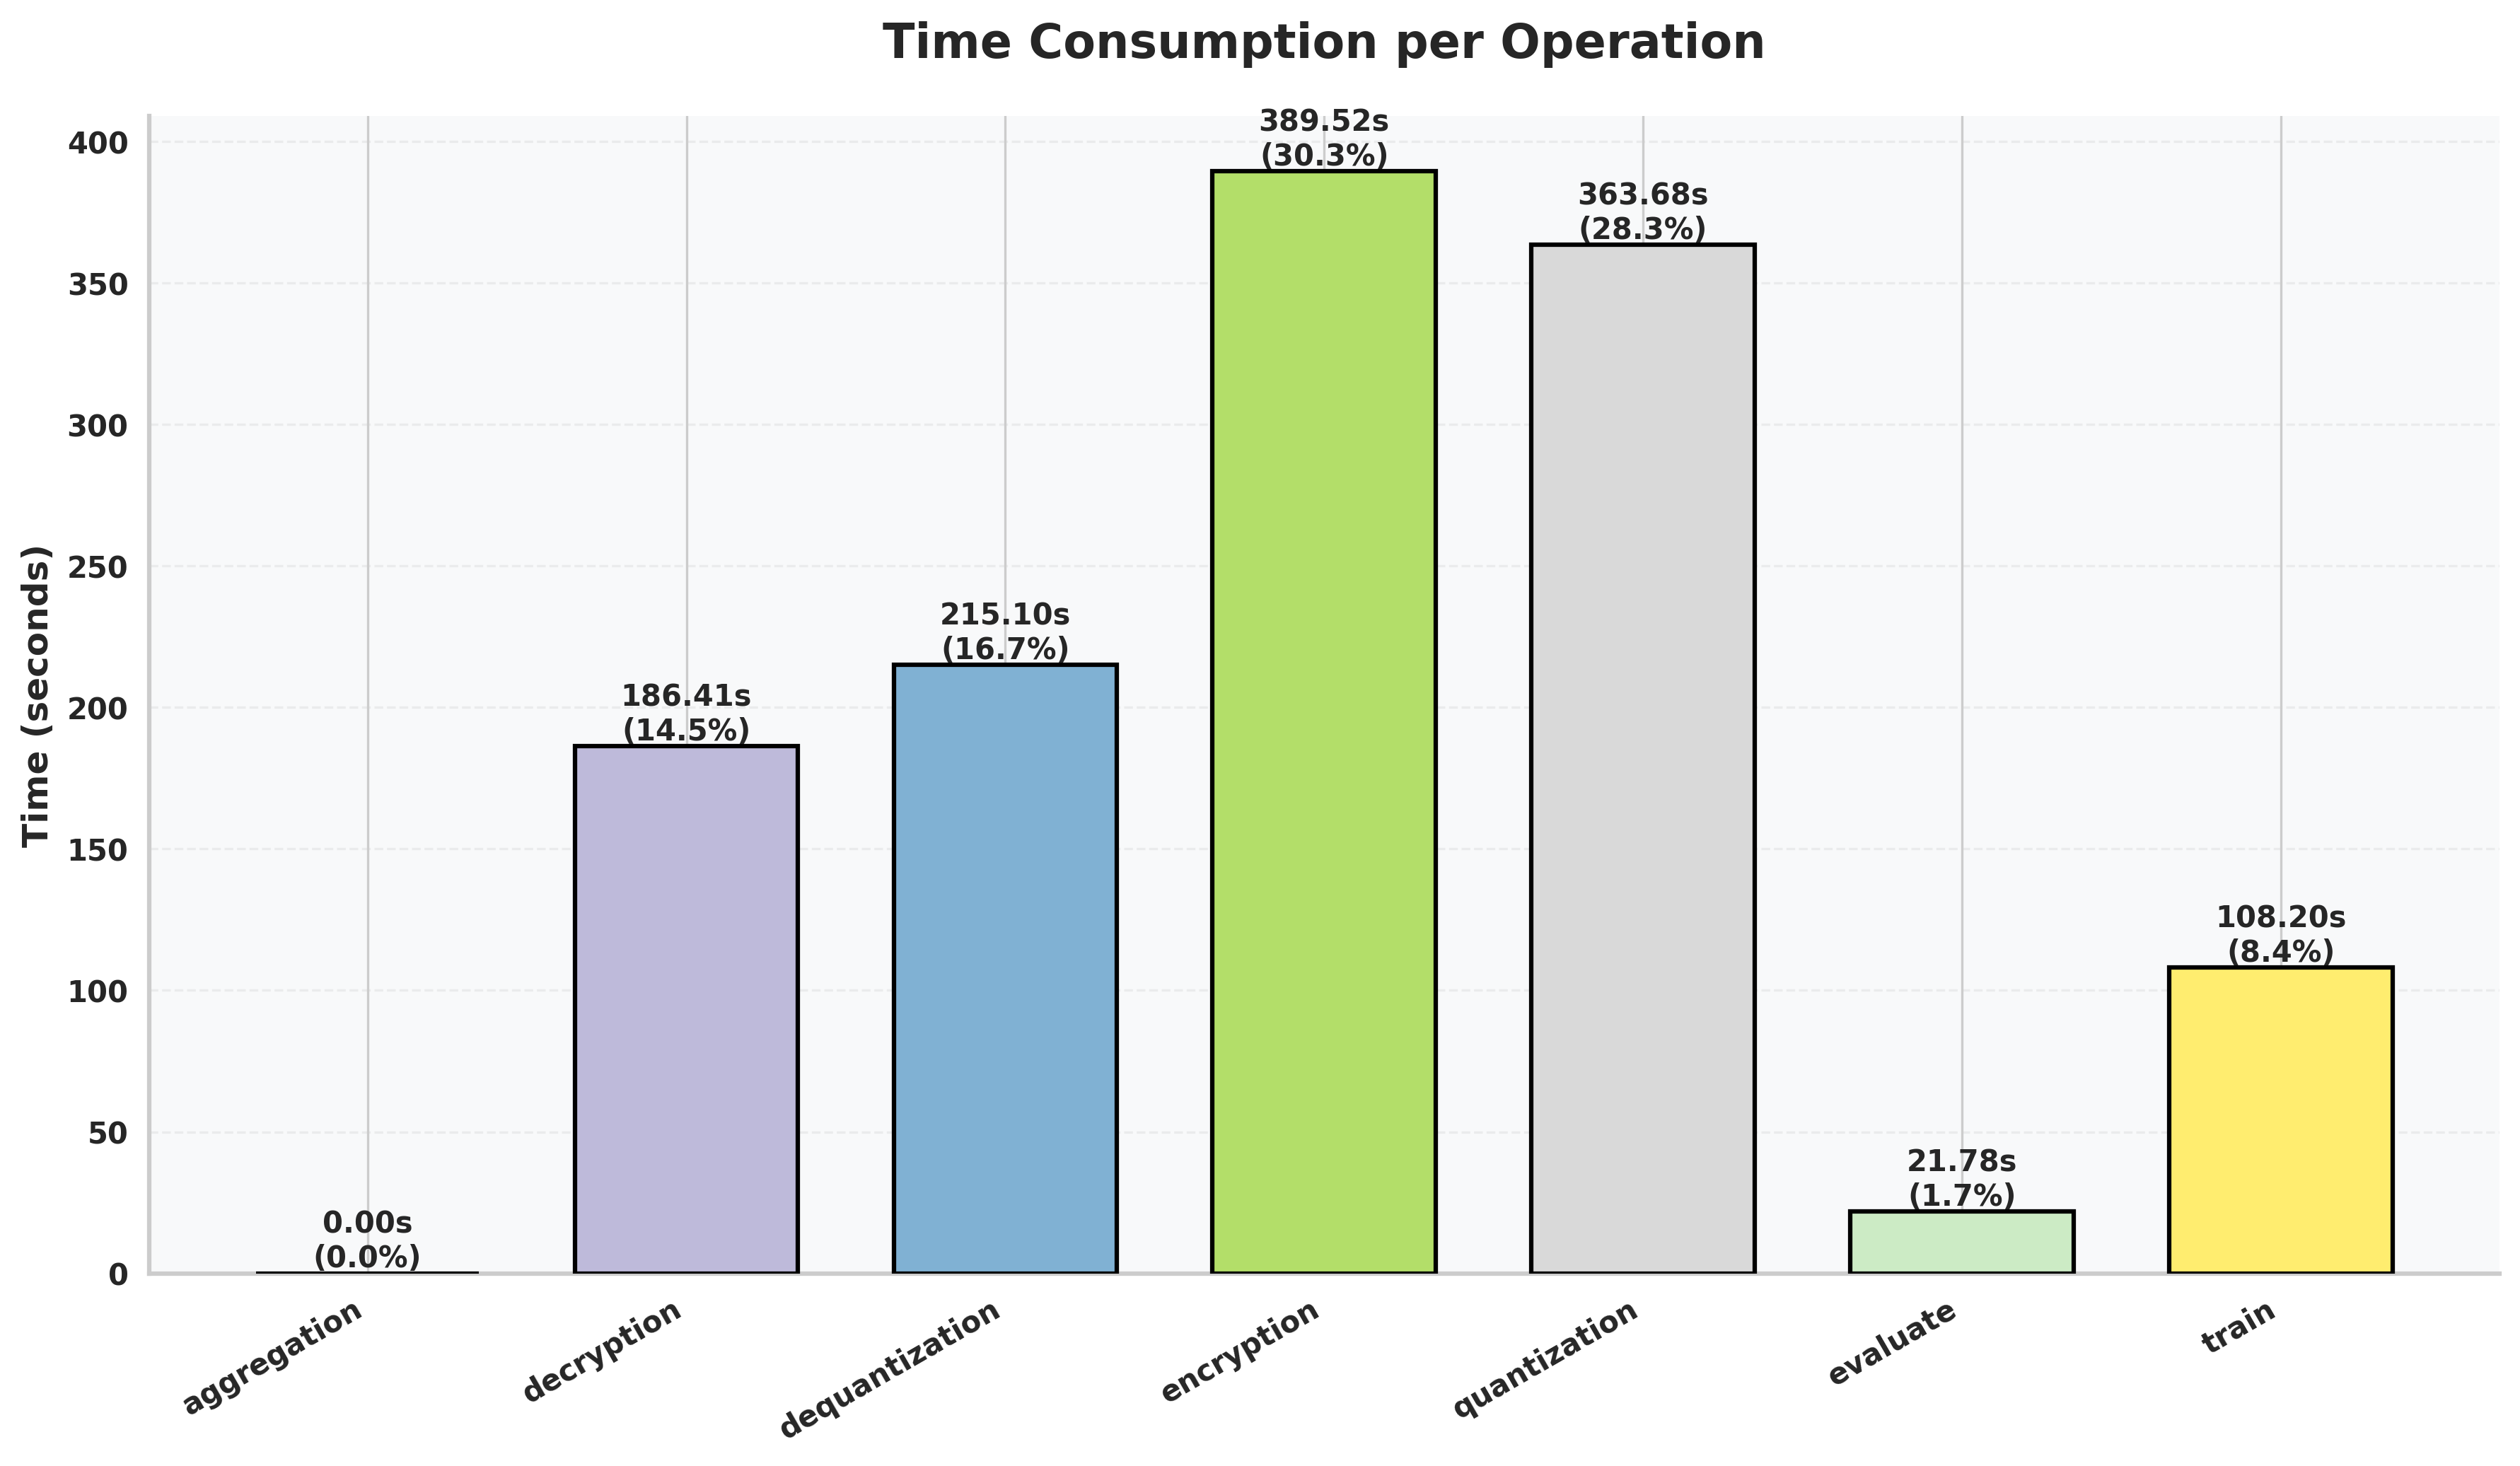 Time Consumption per Operation
Time (seconds)
400
350
300
250
200
150
100
50
0
0.00s
(0.0%)
186.41s
(14.5%)
215.10s
(16.7%)
389.52s
(30.3%)
363.68s
(28.3%)
21.78s
(1.7%)
108.20s
(8.4%)
aggregation
decryption
dequantization
encryption
quantization
evaluate
train